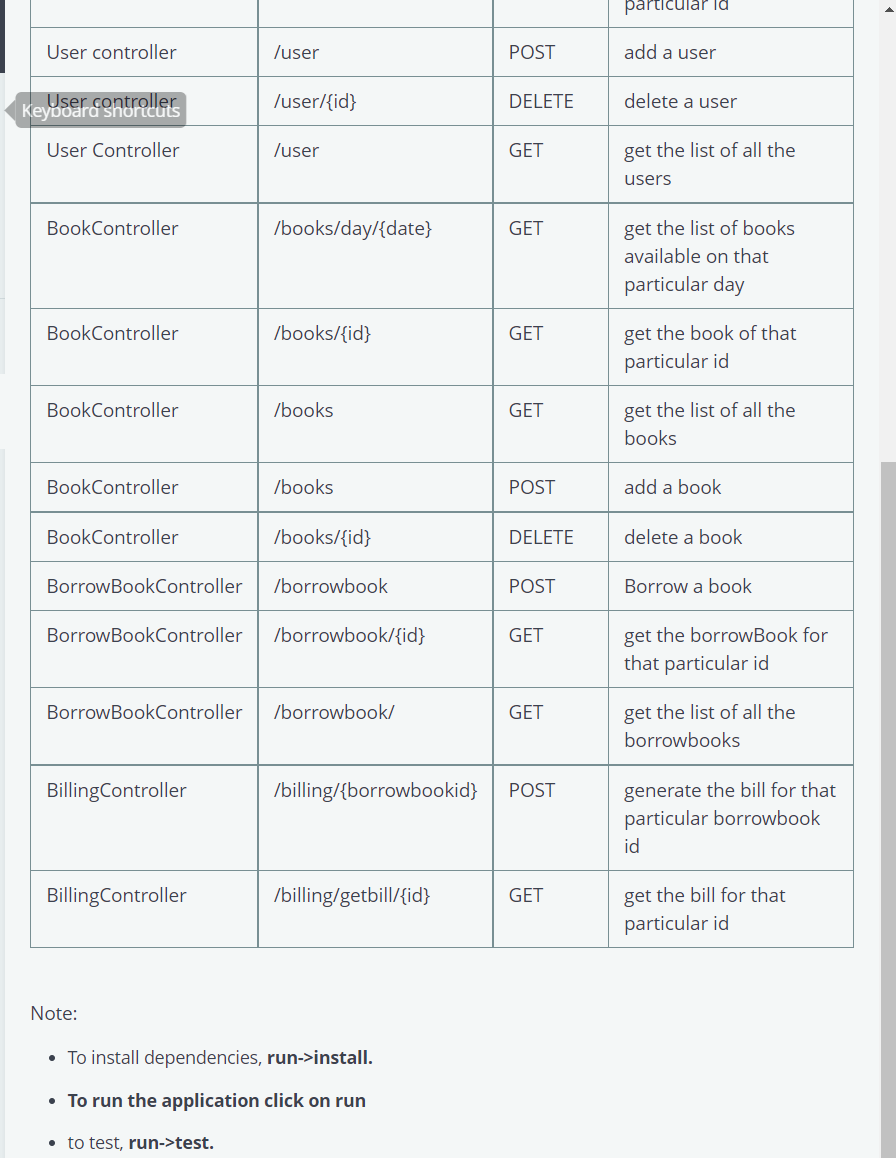 particular id
User controller /user POST add a user
User controller /user/{id} DELETE delete a user
Keyboard shortcuts
User Controller /user GET get the list of all the
users
BookController /books/day/{date} GET get the list of books
available on that
particular day
BookController /books/{id} GET get the book of that
particular id
BookController /books GET get the list of all the
books
BookController /books POST add a book
BookController /books/{id} DELETE delete a book
BorrowBookController /borrowbook POST Borrow a book
BorrowBookController /borrowbook/{id} GET get the borrowBook for
that particular id
BorrowBookController /borrowbook/ GET get the list of all the
borrowbooks
BillingController /billing/{borrowbookid} POST generate the bill for that
particular borrowbook
id
BillingController /billing/getbill/{id} GET get the bill for that
particular id
Note:
• To install dependencies, run->install.
• To run the application click on run
• to test, run->test.